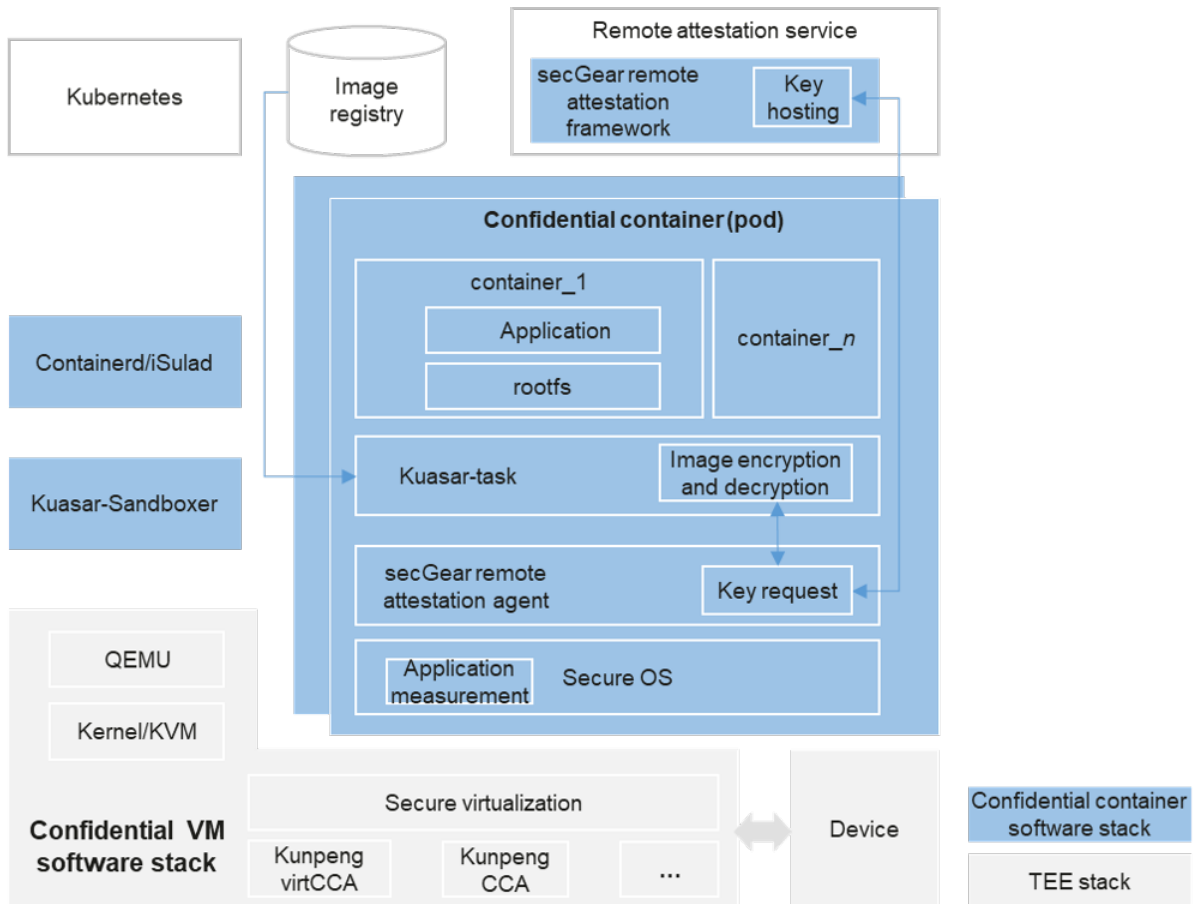 Kubernetes
Image
registry
Remote attestation service
secGear remote
attestation
framework
Key
hosting
Confidential container (pod)
container_1
Application
rootfs
container_n
Containerd/iSulad
Kuasar-Sandboxer
Kuasar-task
Image encryption
and decryption
secGear remote
attestation agent
Key request
Application
measurement
Secure OS
QEMU
Kernel/KVM
Confidential VM
software stack
Secure virtualization
Kunpeng
virtCCA
Kunpeng
CCA
...
Device
Confidential container
software stack
TEE stack